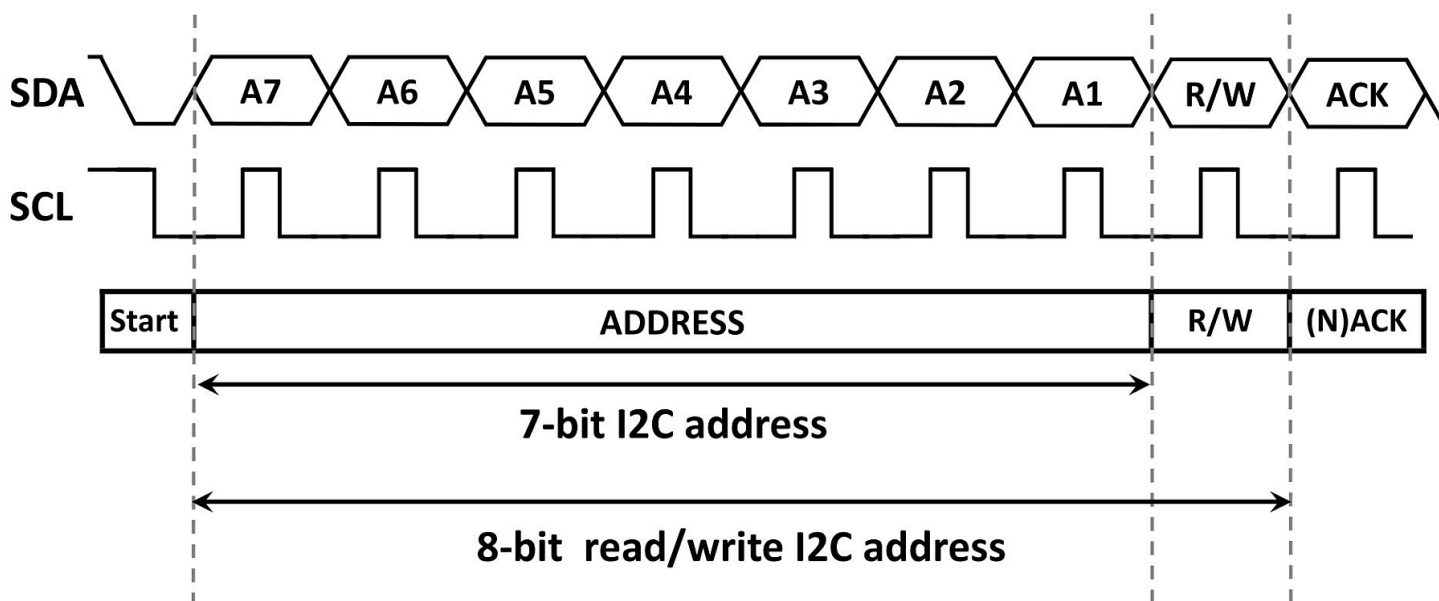 SDA A7 A6 A5 A4 A3 A2 A1 R/W ACK
SCL
Start ADDRESS R/W (N)ACK
7-bit I2C address
8-bit read/write I2C address